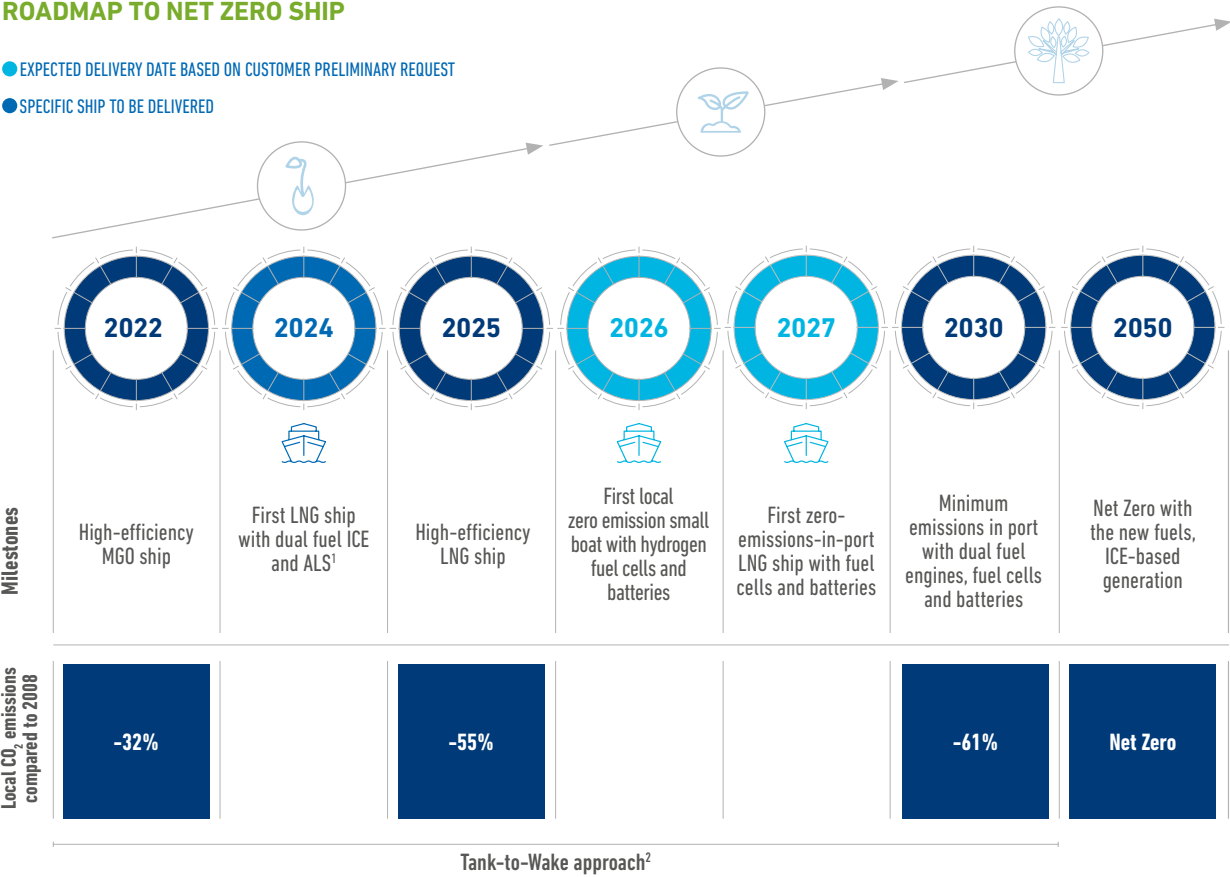 ROADMAP TO NET ZERO SHIP
EXPECTED DELIVERY DATE BASED ON CUSTOMER PRELIMINARY REQUEST
SPECIFIC SHIP TO BE DELIVERED
2022
2024
2025
2026
2027
2030
2050
Milestones
High-efficiency
MGO ship
First LNG ship
with dual fuel ICE
and ALS¹
High-efficiency
LNG ship
First local
zero emission small
boat with hydrogen
fuel cells and
batteries
First zero-
emissions-in-port
LNG ship with fuel
cells and batteries
Minimum
emissions in port
with dual fuel
engines, fuel cells
and batteries
Net Zero with
the new fuels,
ICE-based
generation
Local CO₂ emissions
compared to 2008
-32%
-55%
-61%
Net Zero
Tank-to-Wake approach²